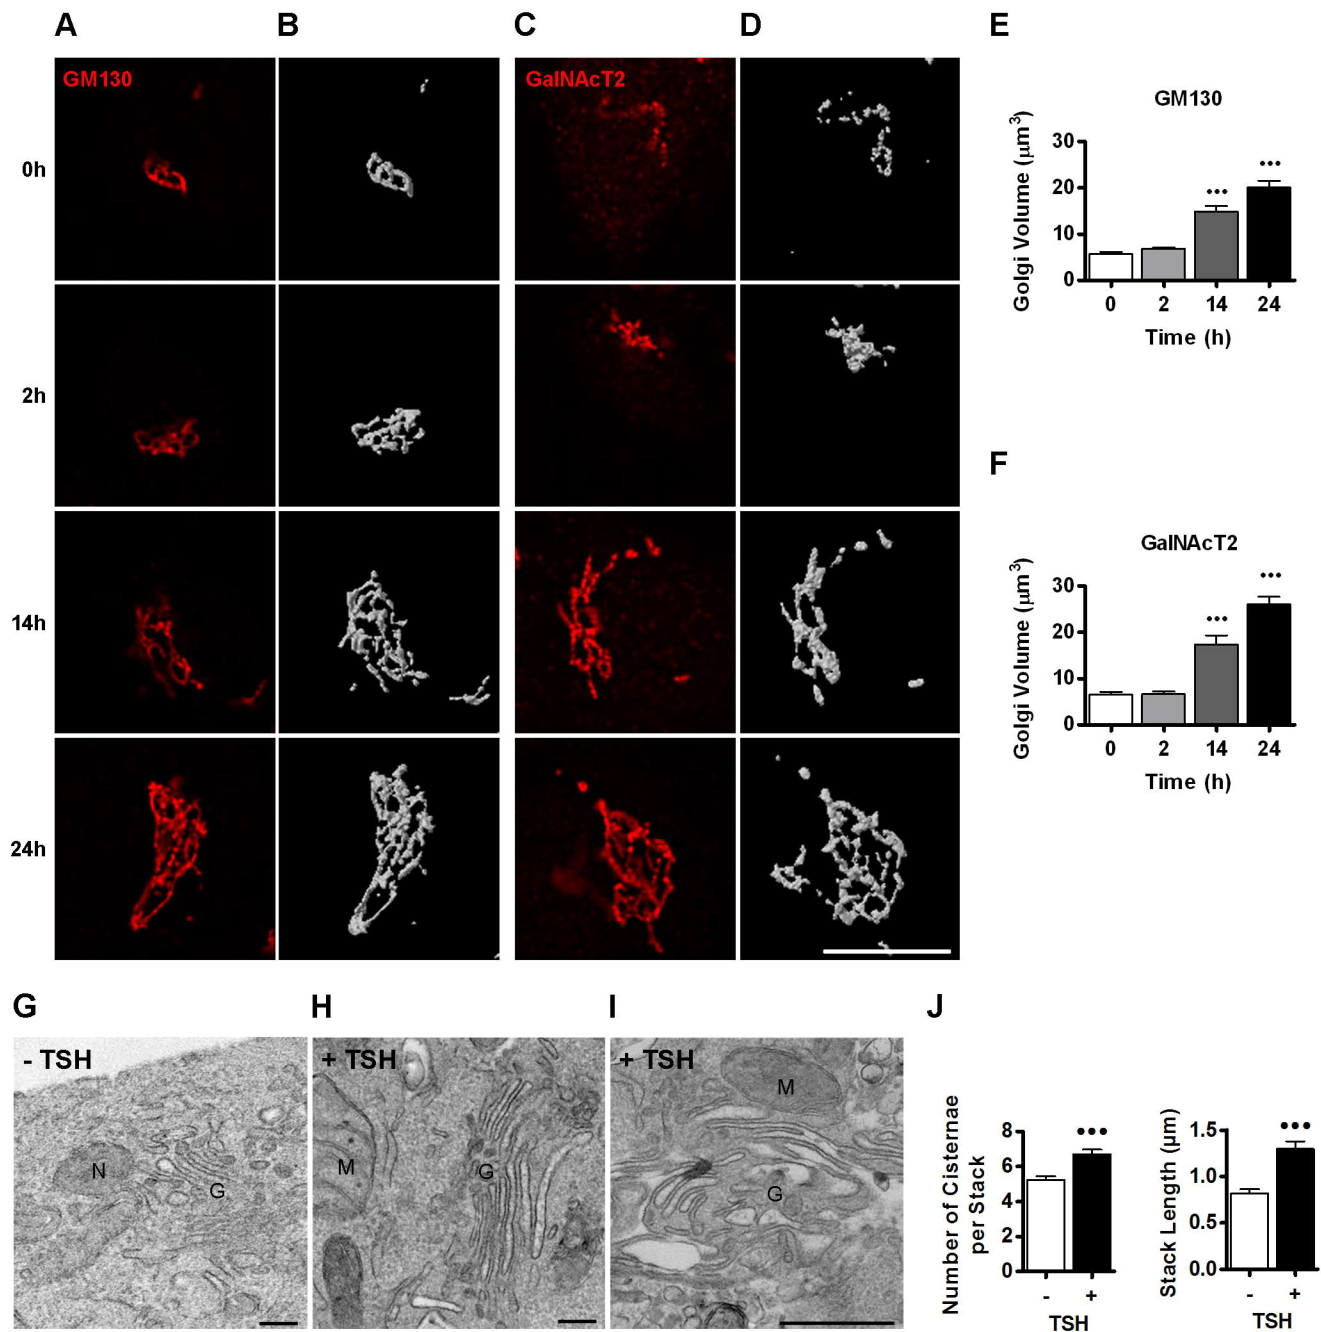 A
B
C
D
E
GM130
GalNAcT2
0h
2h
14h
24h
GM130
Golgi Volume (μm³)
30
20
10
0
0 2 14 24
Time (h)
F
GalNAcT2
Golgi Volume (μm³)
30
20
10
0
0 2 14 24
Time (h)
G
H
I
J
- TSH
N
G
+ TSH
M
G
+ TSH
M
G
Number of Cisternae
per Stack
8
6
4
2
0
- +
TSH
Stack Length (μm)
1.5
1.0
0.5
0.0
- +
TSH